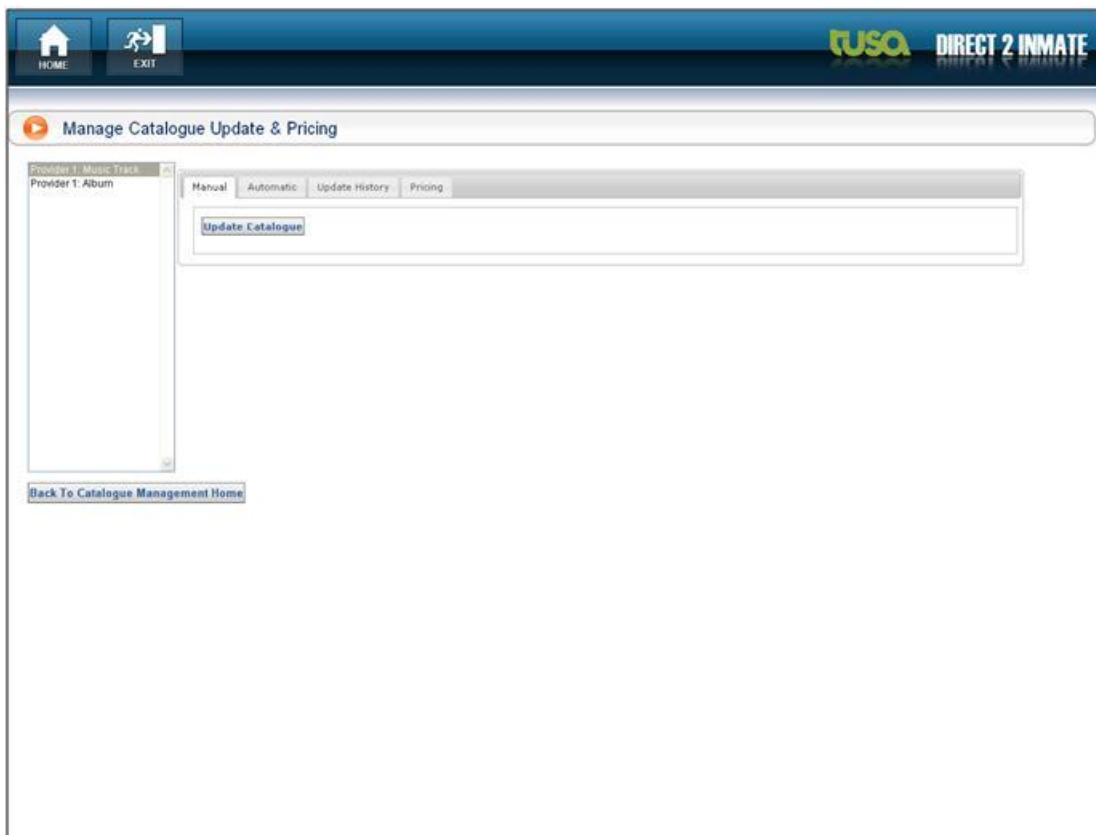 HOME
EXIT
tusa DIRECT 2 INMATE
Manage Catalogue Update & Pricing
Provider 1: Music Track
Provider 1: Album
Manual Automatic Update History Pricing
Update Catalogue
Back To Catalogue Management Home